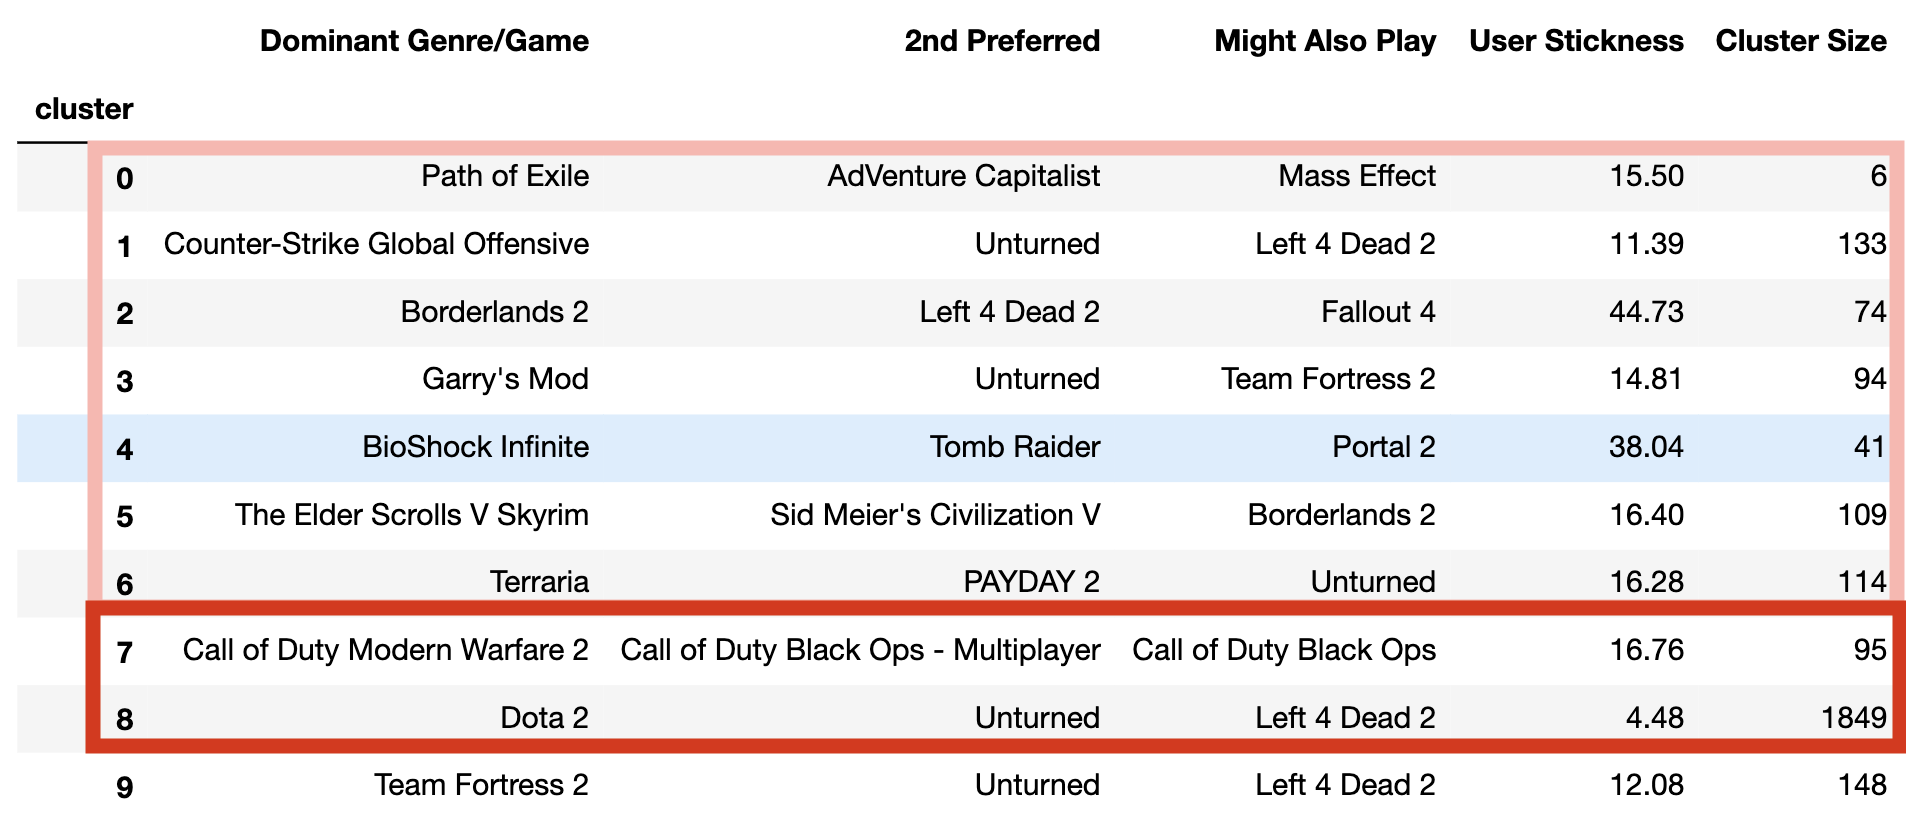 Dominant Genre/Game 2nd Preferred Might Also Play User Stickness Cluster Size
cluster
0 Path of Exile AdVenture Capitalist Mass Effect 15.50 6
1 Counter-Strike Global Offensive Unturned Left 4 Dead 2 11.39 133
2 Borderlands 2 Left 4 Dead 2 Fallout 4 44.73 74
3 Garry's Mod Unturned Team Fortress 2 14.81 94
4 BioShock Infinite Tomb Raider Portal 2 38.04 41
5 The Elder Scrolls V Skyrim Sid Meier's Civilization V Borderlands 2 16.40 109
6 Terraria PAYDAY 2 Unturned 16.28 114
7 Call of Duty Modern Warfare 2 Call of Duty Black Ops - Multiplayer Call of Duty Black Ops 16.76 95
8 Dota 2 Unturned Left 4 Dead 2 4.48 1849
9 Team Fortress 2 Unturned Left 4 Dead 2 12.08 148